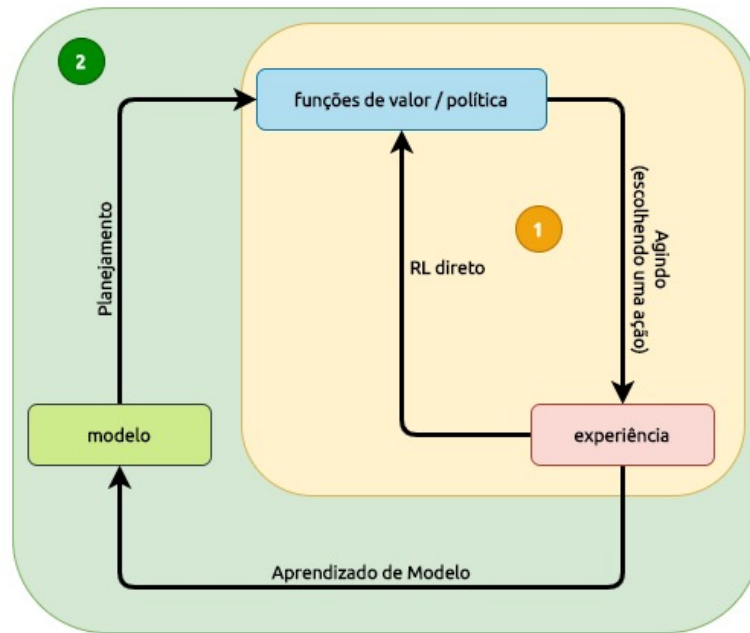 2
funções de valor / política
1
Agindo
(escolhendo uma ação)
RL direto
Planejamento
modelo
experiência
Aprendizado de Modelo